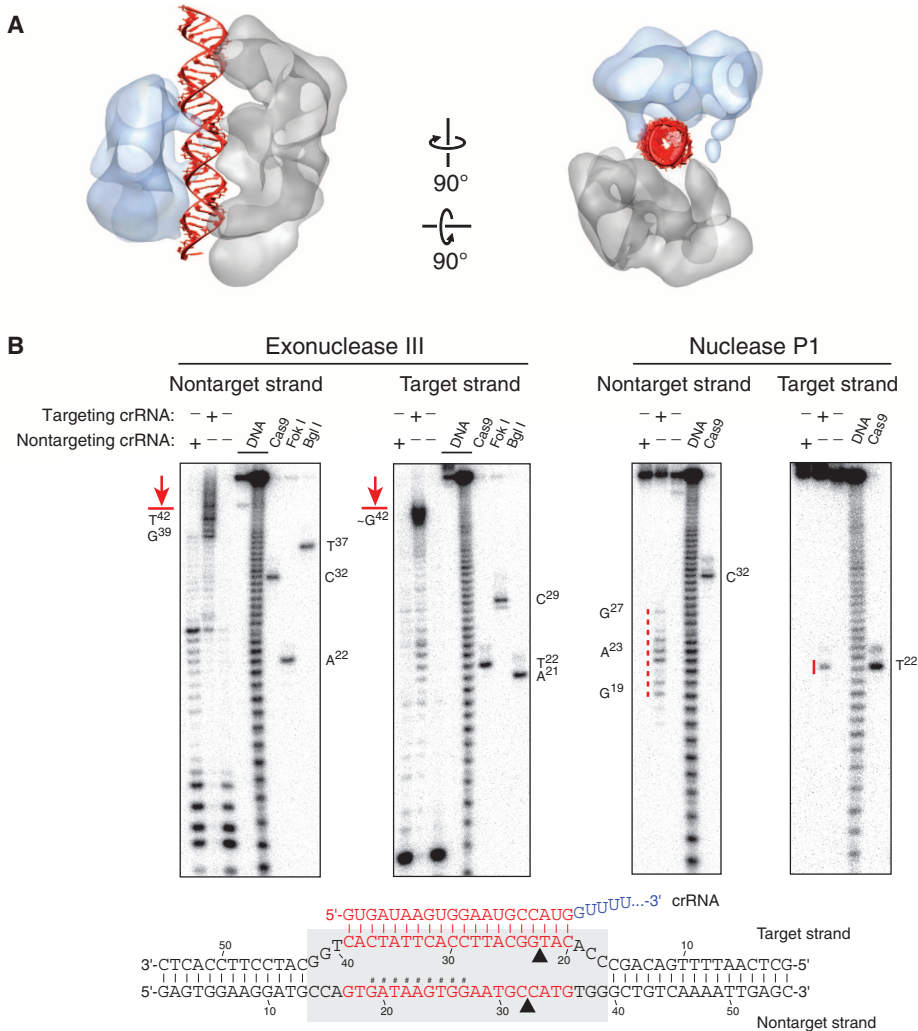 A
90°
90°
B
Exonuclease III
Nuclease P1
Nontarget strand
Target strand
Nontarget strand
Target strand
Targeting crRNA:
− + −
− + −
− + −
− + −
Nontargeting crRNA:
+ − −
+ − −
+ − −
+ − −
DNA
Cas9
Fok I
Bgl I
DNA
Cas9
Fok I
Bgl I
DNA
Cas9
DNA
Cas9
T42
G39
T37
C32
A22
~G42
C29
T22
A21
G27
A23
G19
C32
T22
5'-GUGAUAAGUGGAAUGCCAUGGUUUU...-3' crRNA
CACTATTCACCTTACGGTAC
Target strand
50
40
30
20
10
3'-CTCACCTTCCTACGGT
ACCCGACAGTTTTAACTCG-5'
# # # # # # # # #
5'-GAGTGGAAGGATGCCAGTGATAAGTGGAATGCCATGTGGGCTGTCAAAATTGAGC-3'
10
20
30
40
50
Nontarget strand